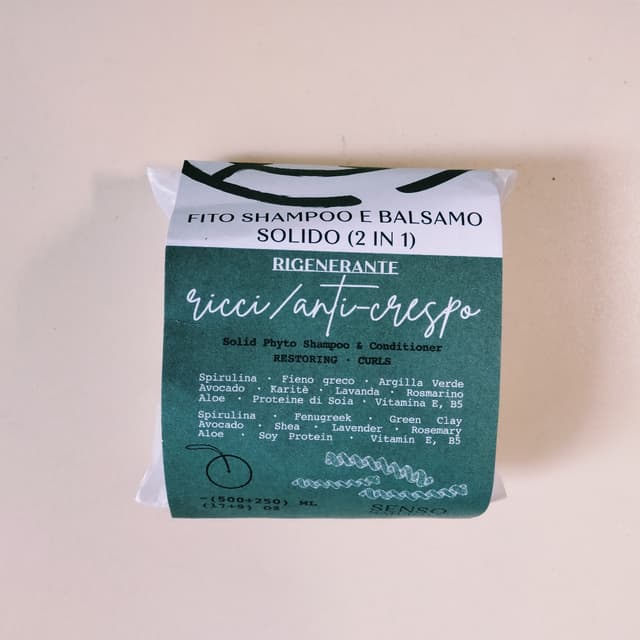 FITO SHAMPOO E BALSAMO
SOLIDO (2 IN 1)
RIGENERANTE
ricci/anti-crespo
Solid Phyto Shampoo & Conditioner
RESTORING · CURLS
Spirulina · Fieno greco · Argilla Verde
Avocado · Karitè · Lavanda · Rosmarino
Aloe · Proteine di Soia · Vitamina E, B5
Spirulina · Fenugreek · Green Clay
Avocado · Shea · Lavender · Rosemary
Aloe · Soy Protein · Vitamin E, B5
~(500+250) ML
(17+9) OZ
SENSO